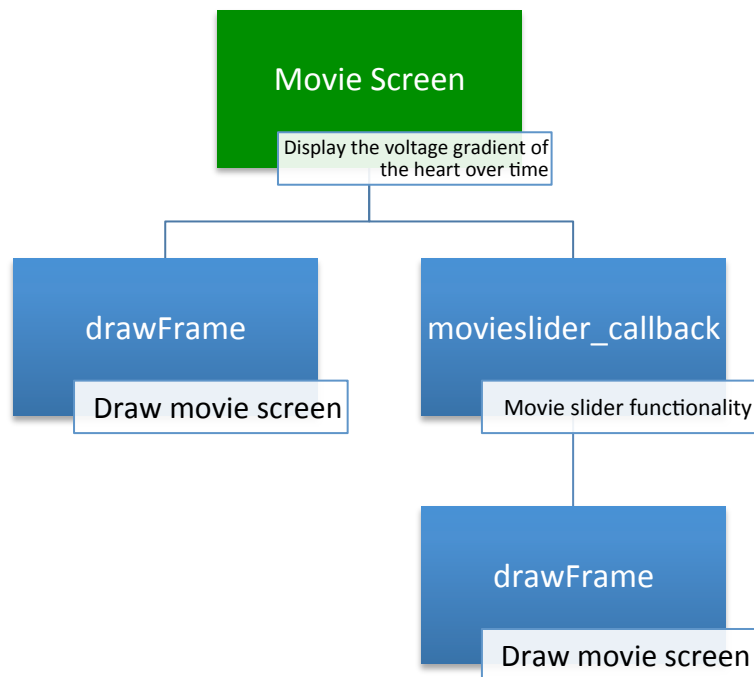 Movie Screen
Display the voltage gradient of
the heart over time
drawFrame
Draw movie screen
movieslider_callback
Movie slider functionality
drawFrame
Draw movie screen